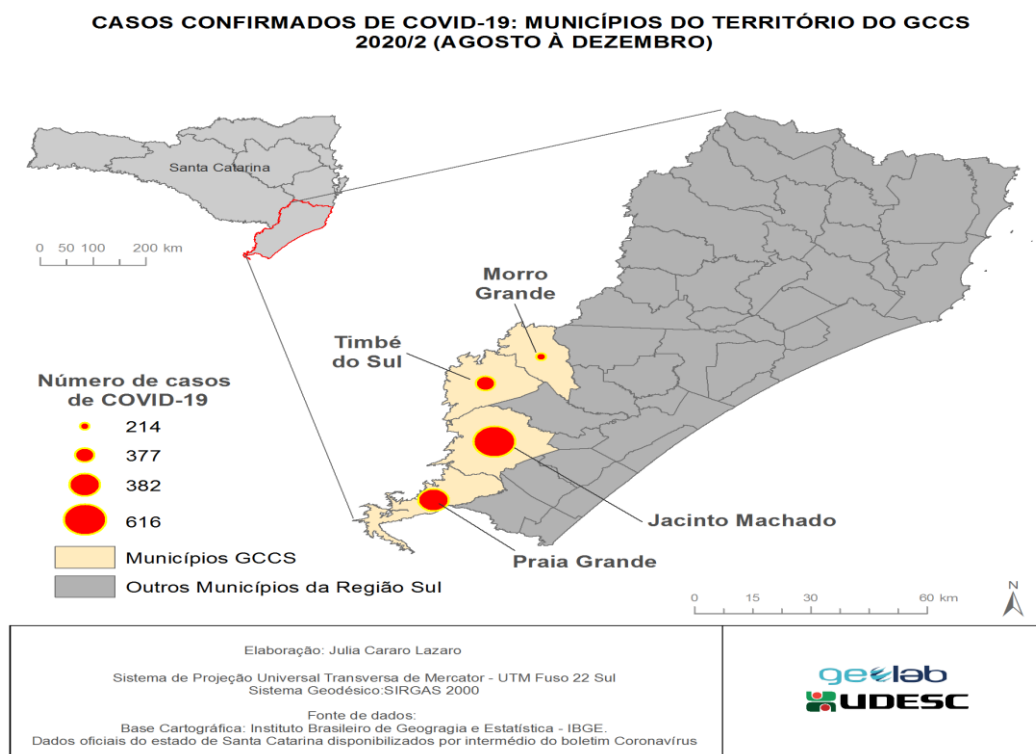 CASOS CONFIRMADOS DE COVID-19: MUNICÍPIOS DO TERRITÓRIO DO GCCS
2020/2 (AGOSTO À DEZEMBRO)
Santa Catarina
0 50 100 200 km
Morro
Grande
Timbé
do Sul
Número de casos
de COVID-19
214
377
382
616
Jacinto Machado
Praia Grande
Municípios GCCS
Outros Municípios da Região Sul
0 15 30 60 km
N
Elaboração: Julia Cararo Lazaro
Sistema de Projeção Universal Transversa de Mercator - UTM Fuso 22 Sul
Sistema Geodésico:SIRGAS 2000
Fonte de dados:
Base Cartográfica: Instituto Brasileiro de Geogragia e Estatística - IBGE.
Dados oficiais do estado de Santa Catarina disponibilizados por intermédio do boletim Coronavírus
geolab
UDESC